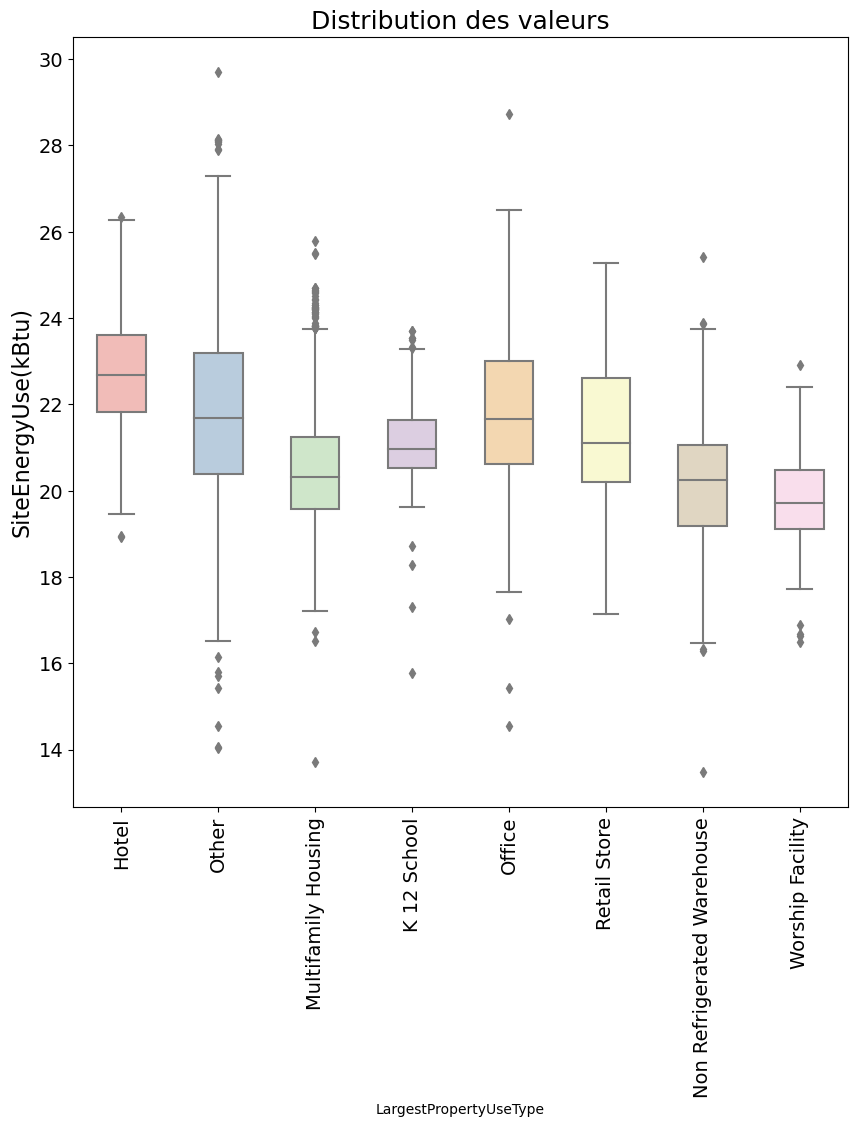 Distribution des valeurs
SiteEnergyUse(kBtu)
30
28
26
24
22
20
18
16
14
Hotel
Other
Multifamily Housing
K 12 School
Office
Retail Store
Non Refrigerated Warehouse
Worship Facility
LargestPropertyUseType